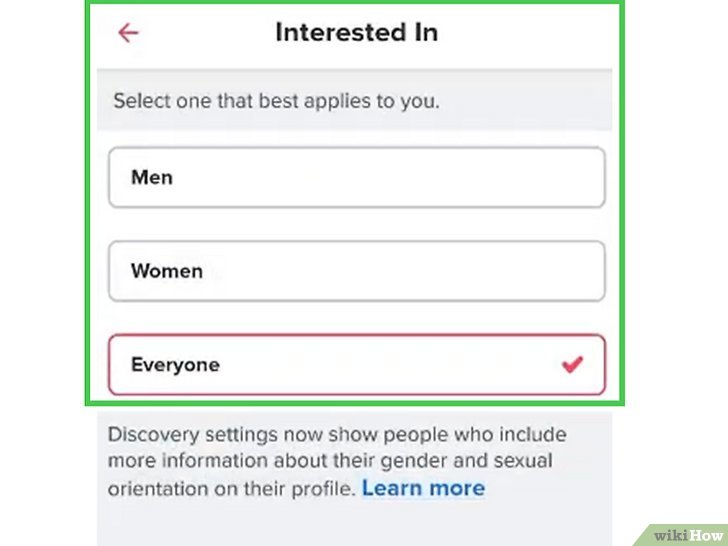 Interested In
Select one that best applies to you.
Men
Women
Everyone
Discovery settings now show people who include
more information about their gender and sexual
orientation on their profile. Learn more
wikiHow